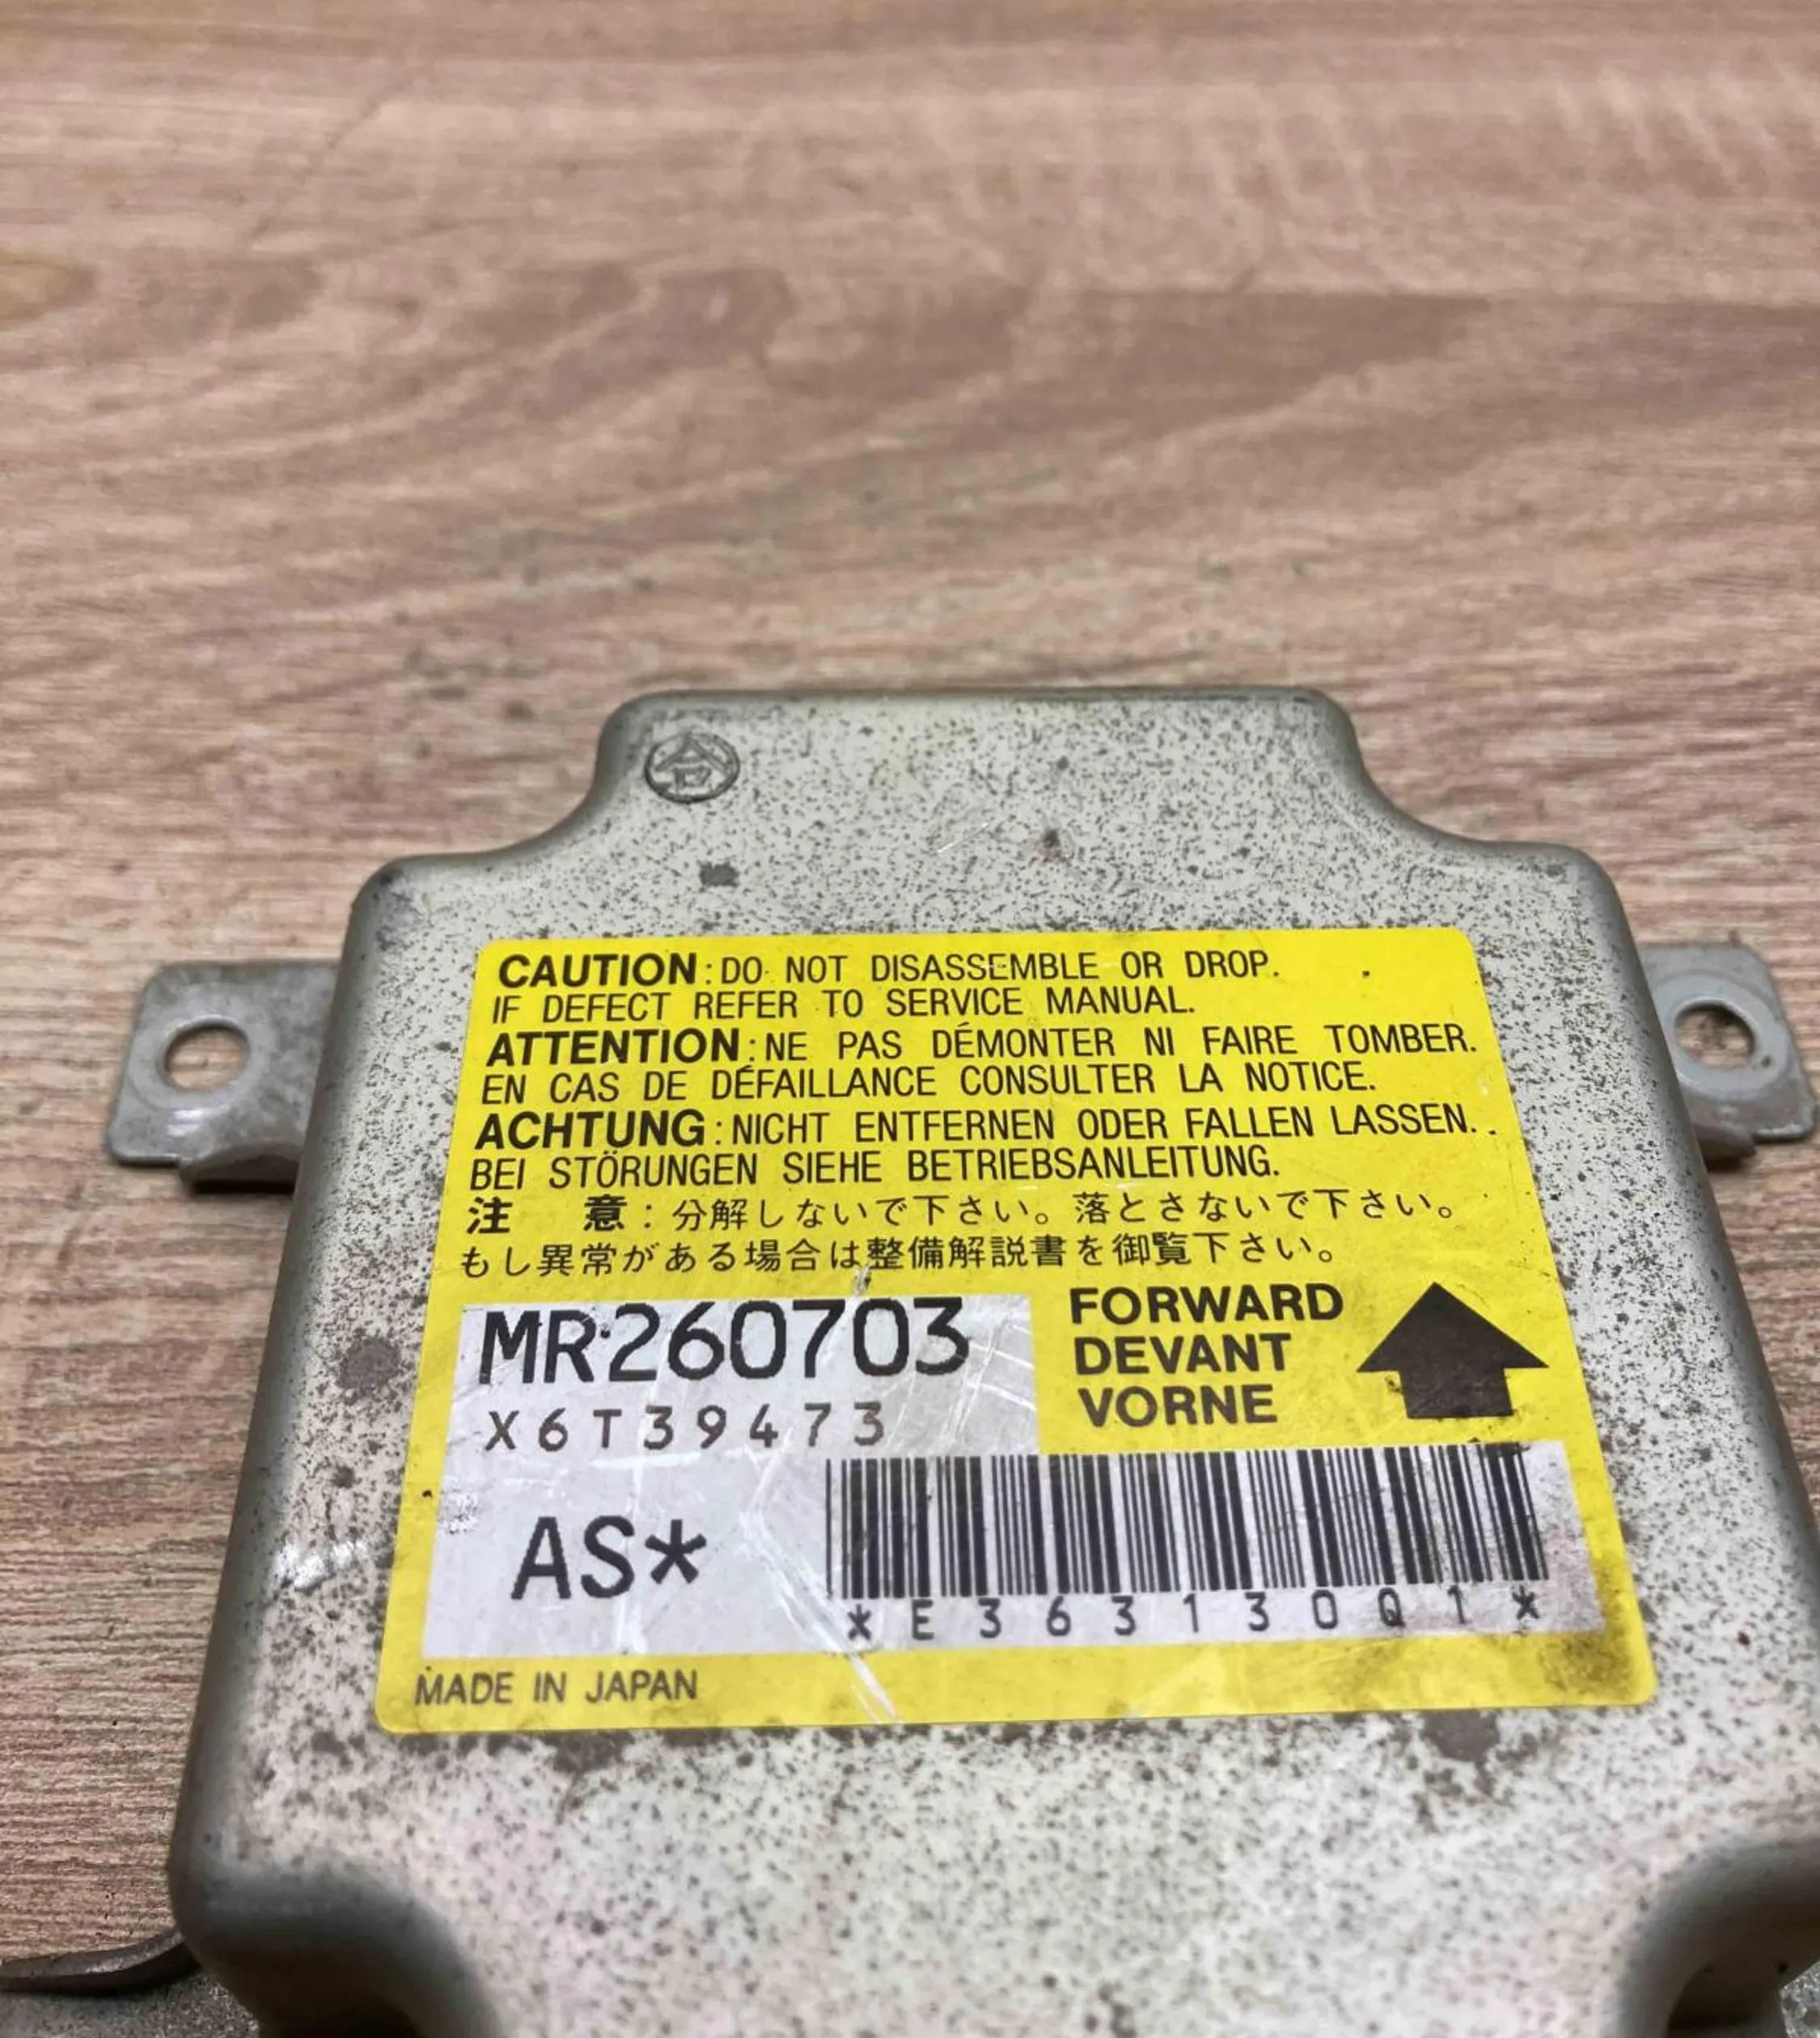 合
CAUTION:DO NOT DISASSEMBLE OR DROP.
IF DEFECT REFER TO SERVICE MANUAL.
ATTENTION:NE PAS DÉMONTER NI FAIRE TOMBER.
EN CAS DE DÉFAILLANCE CONSULTER LA NOTICE.
ACHTUNG:NICHT ENTFERNEN ODER FALLEN LASSEN.
BEI STÖRUNGEN SIEHE BETRIEBSANLEITUNG.
注 意:分解しないで下さい。落とさないで下さい。
もし異常がある場合は整備解説書を御覧下さい。
MR260703
X6T39473
FORWARD
DEVANT
VORNE
AS*
*E363130Q1*
MADE IN JAPAN